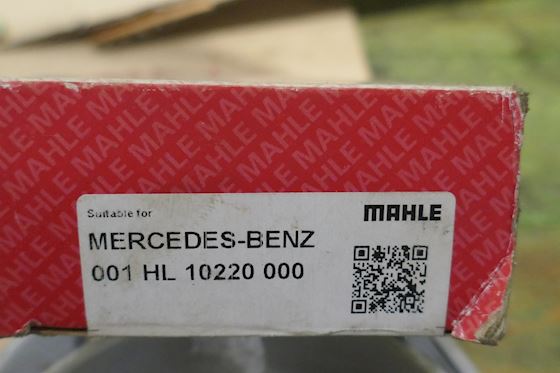 Suitable for
MAHLE
MERCEDES-BENZ
001 HL 10220 000